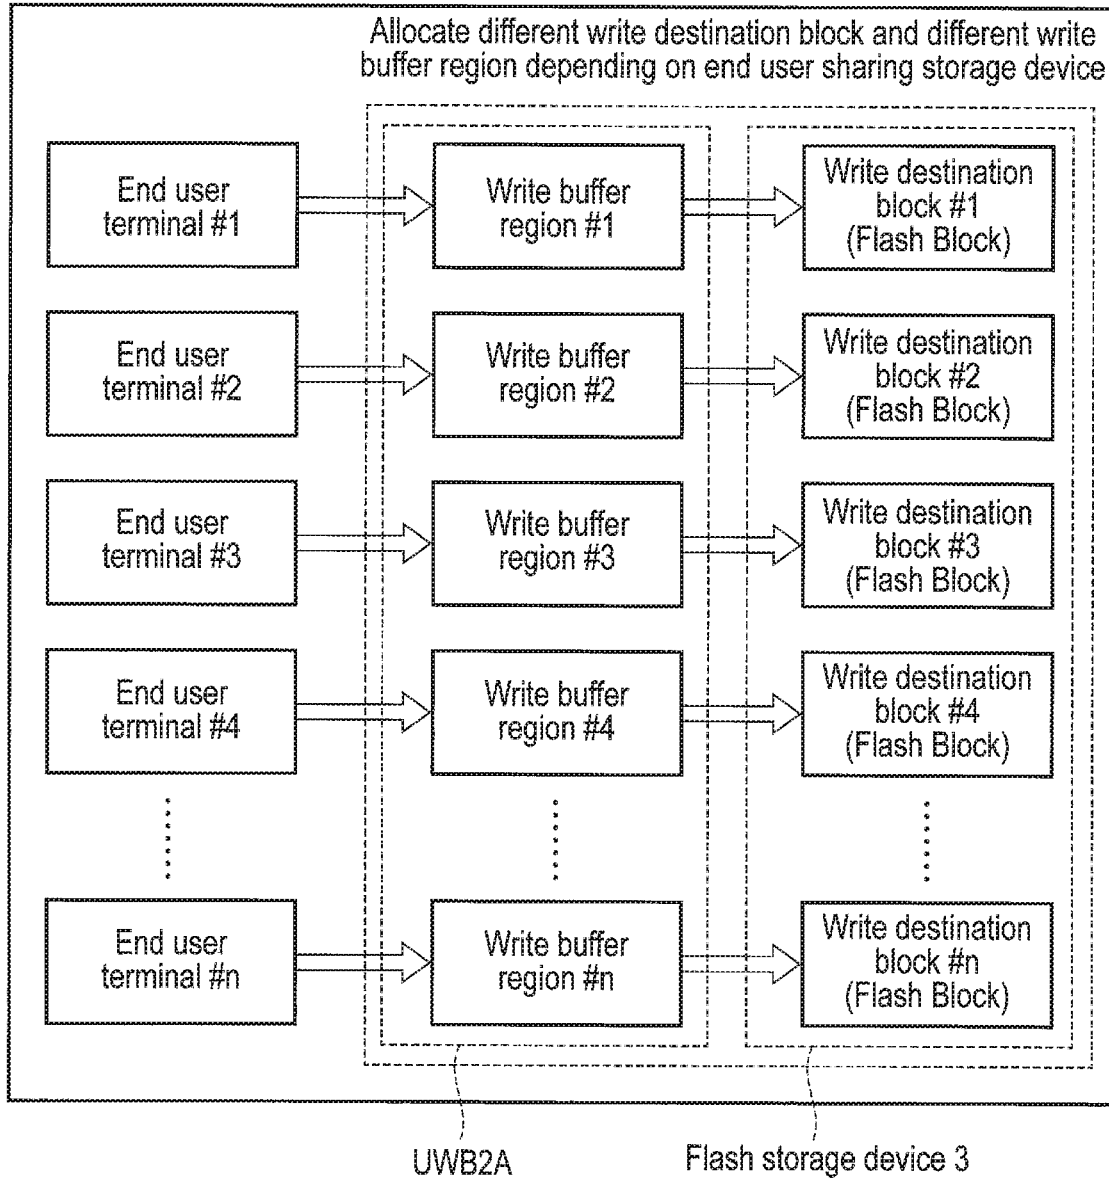 Allocate different write destination block and different write
buffer region depending on end user sharing storage device
End user
terminal #1
Write buffer
region #1
Write destination
block #1
(Flash Block)
End user
terminal #2
Write buffer
region #2
Write destination
block #2
(Flash Block)
End user
terminal #3
Write buffer
region #3
Write destination
block #3
(Flash Block)
End user
terminal #4
Write buffer
region #4
Write destination
block #4
(Flash Block)
End user
terminal #n
Write buffer
region #n
Write destination
block #n
(Flash Block)
UWB2A
Flash storage device 3